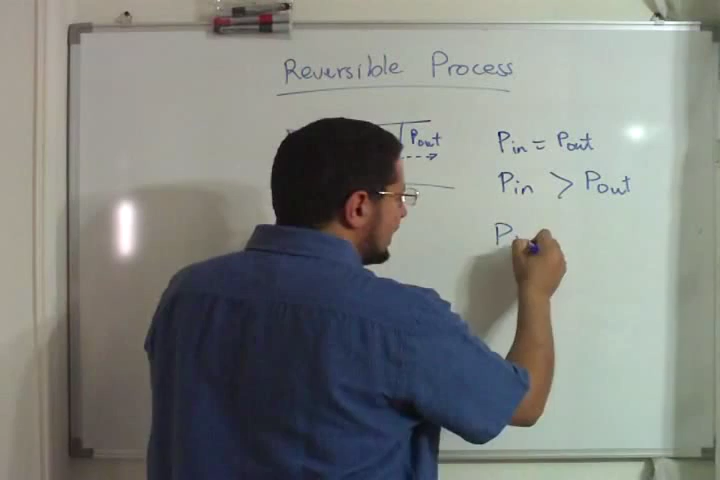 Reversible Process
Pout
Pin = Pout
Pin > Pout
P